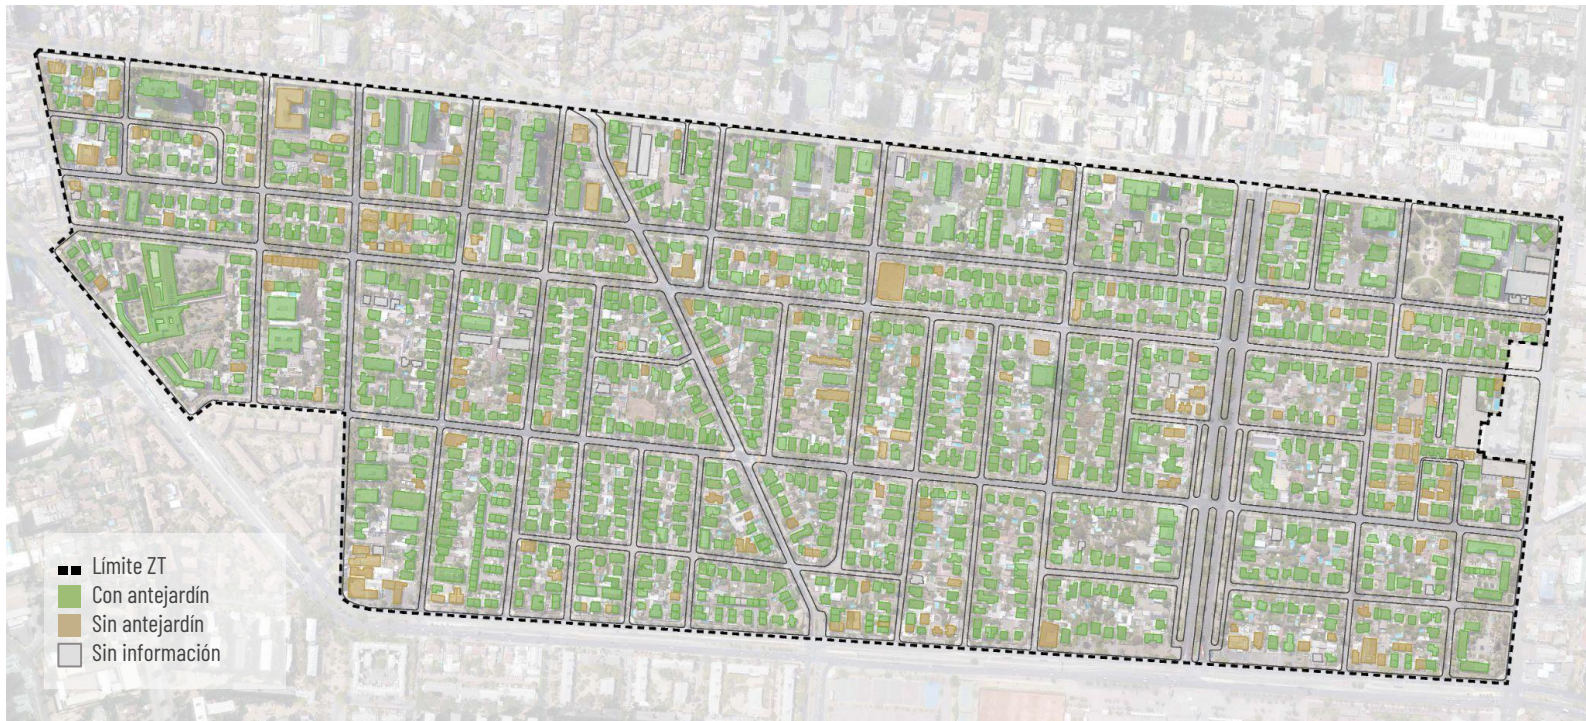 Límite ZT
Con antejardín
Sin antejardín
Sin información